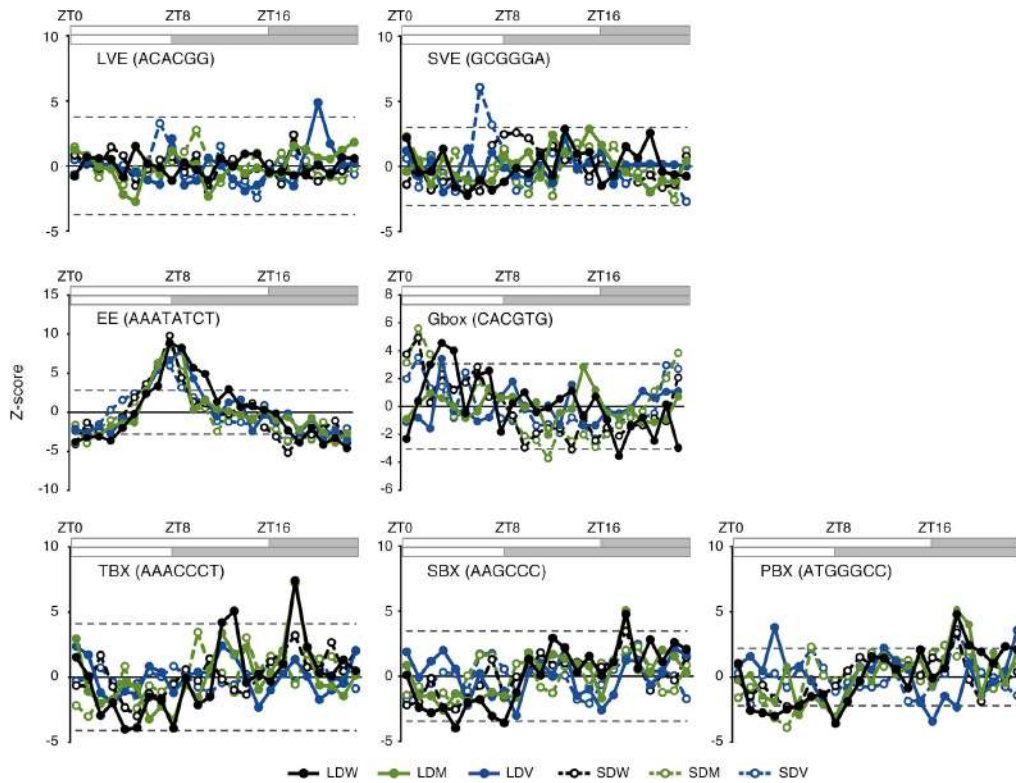 ZT0 ZT8 ZT16 ZT0 ZT8 ZT16
10 10
LVE (ACACGG) SVE (GCGGGA)
5 5
0 0
-5 -5
ZT0 ZT8 ZT16 ZT0 ZT8 ZT16
15 8
EE (AAATATCT) Gbox (CACGTG)
10 6
4
5 2
0 0
-2
-5 -4
-10 -6
Z-score
ZT0 ZT8 ZT16 ZT0 ZT8 ZT16 ZT0 ZT8 ZT16
10 10 10
TBX (AAACCCT) SBX (AAGCCC) PBX (ATGGGCC)
5 5 5
0 0 0
-5 -5 -5
LDW LDM LDV SDW SDM SDV